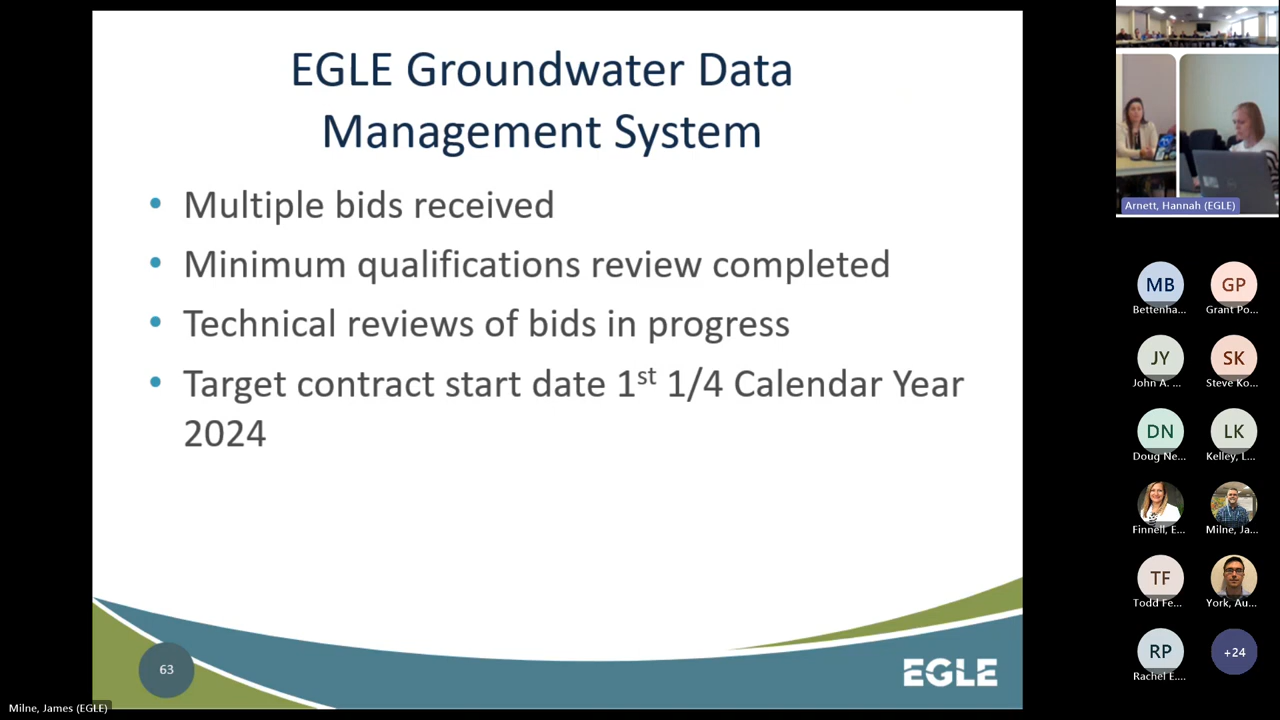 EGLE Groundwater Data
Management System
• Multiple bids received
• Minimum qualifications review completed
• Technical reviews of bids in progress
• Target contract start date 1st 1/4 Calendar Year
2024
63
EGLE
Milne, James (EGLE)
Arnett, Hannah (EGLE)
MB
GP
Bettenha...
Grant Po...
JY
SK
John A. ...
Steve Ko...
DN
LK
Doug Ne...
Kelley, L...
Finnell, E...
Milne, Ja...
TF
Todd Fe...
York, Au...
RP
+24
Rachel E....